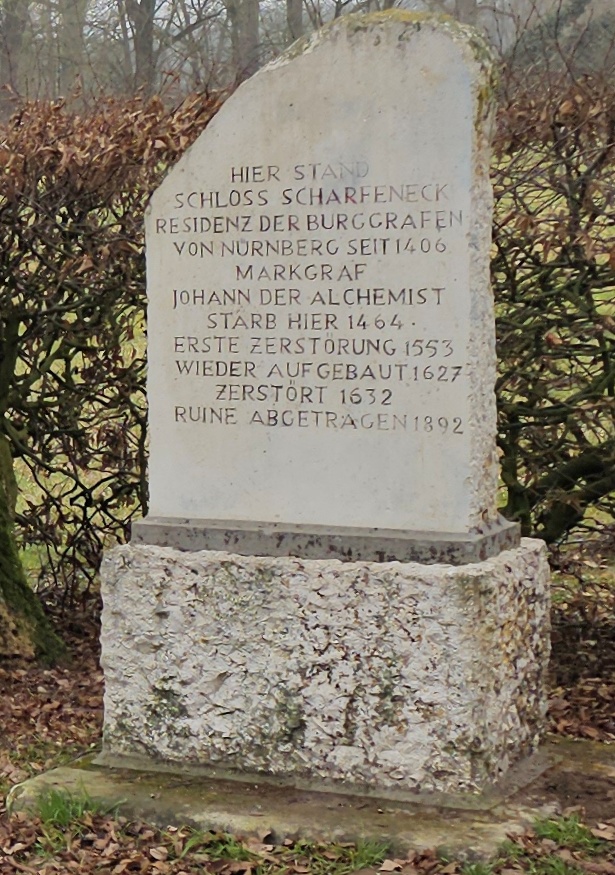 HIER STAND
SCHLOSS SCHARFENECK
RESIDENZ DER BURGGRAFEN
VON NÜRNBERG SEIT 1406
MARKGRAF
JOHANN DER ALCHEMIST
STARB HIER 1464.
ERSTE ZERSTÖRUNG 1553
WIEDER AUFGEBAUT 1627
ZERSTÖRT 1632
RUINE ABGETRAGEN 1892